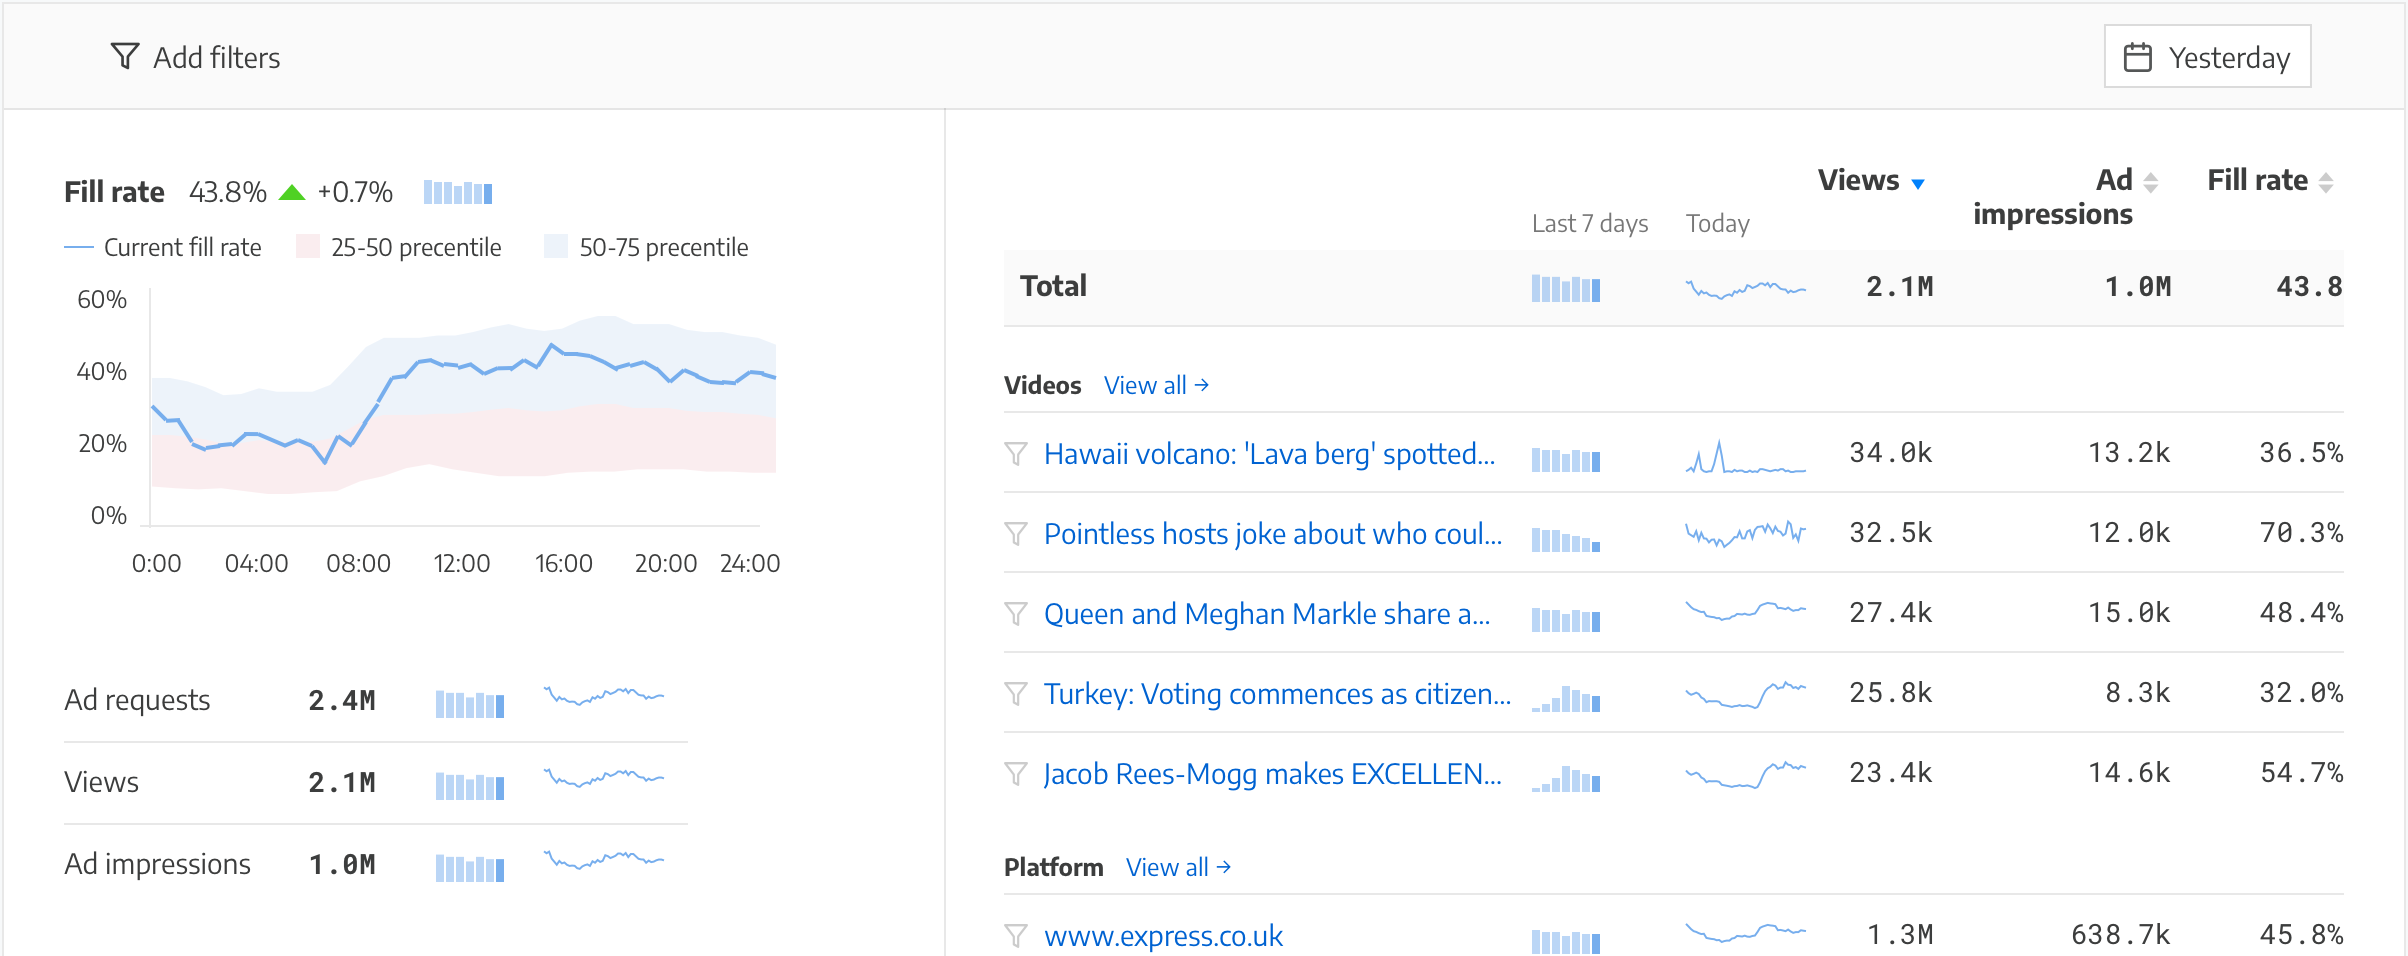 Add filters
Yesterday
Fill rate 43.8% +0.7%
Current fill rate 25-50 precentile 50-75 precentile
60%
40%
20%
0%
0:00 04:00 08:00 12:00 16:00 20:00 24:00
Ad requests 2.4M
Views 2.1M
Ad impressions 1.0M
Views Ad Fill rate
Last 7 days Today impressions
Total 2.1M 1.0M 43.8
Videos View all →
Hawaii volcano: 'Lava berg' spotted... 34.0k 13.2k 36.5%
Pointless hosts joke about who coul... 32.5k 12.0k 70.3%
Queen and Meghan Markle share a... 27.4k 15.0k 48.4%
Turkey: Voting commences as citizen... 25.8k 8.3k 32.0%
Jacob Rees-Mogg makes EXCELLEN... 23.4k 14.6k 54.7%
Platform View all →
www.express.co.uk 1.3M 638.7k 45.8%